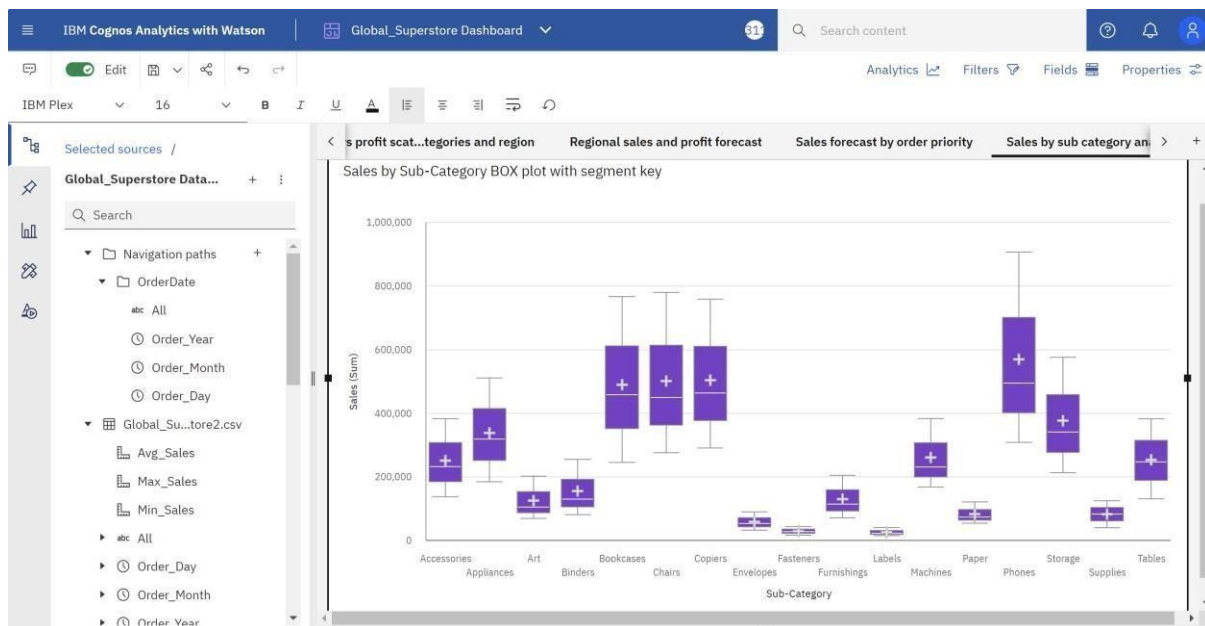 IBM Cognos Analytics with Watson
Global_Superstore Dashboard
Search content
Edit
Analytics
Filters
Fields
Properties
IBM Plex
16
B
I
U
A
Selected sources /
Global_Superstore Data...
Search
Navigation paths
OrderDate
abc All
Order_Year
Order_Month
Order_Day
Global_Su...tore2.csv
Avg_Sales
Max_Sales
Min_Sales
abc All
Order_Day
Order_Month
Order_Year
s profit scat...tegories and region
Regional sales and profit forecast
Sales forecast by order priority
Sales by sub category an
Sales by Sub-Category BOX plot with segment key
1,000,000
800,000
600,000
400,000
200,000
0
Sales (Sum)
Accessories
Appliances
Art
Binders
Bookcases
Chairs
Copiers
Envelopes
Fasteners
Furnishings
Labels
Machines
Paper
Phones
Storage
Supplies
Tables
Sub-Category